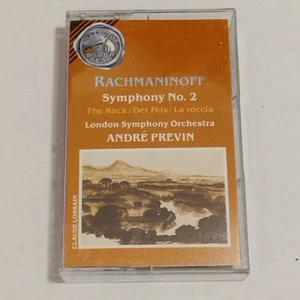 RACHMANINOFF
Symphony No. 2
The Rock/Der Fels/La roccia
London Symphony Orchestra
ANDRÉ PREVIN
CLAUDE LORRAIN